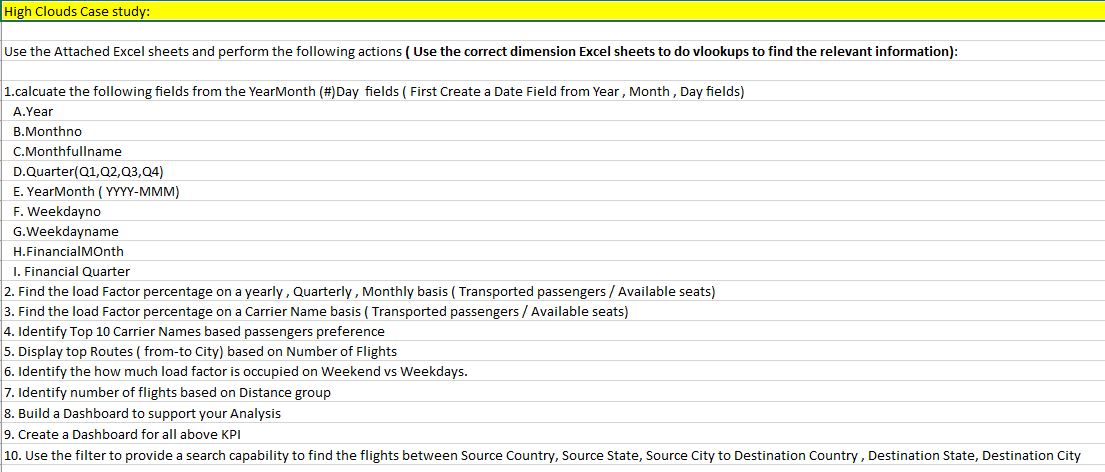 High Clouds Case study:
Use the Attached Excel sheets and perform the following actions ( Use the correct dimension Excel sheets to do vlookups to find the relevant information):
1.calcuate the following fields from the YearMonth (#)Day fields ( First Create a Date Field from Year , Month , Day fields)
A.Year
B.Monthno
C.Monthfullname
D.Quarter(Q1,Q2,Q3,Q4)
E. YearMonth ( YYYY-MMM)
F. Weekdayno
G.Weekdayname
H.FinancialMOnth
I. Financial Quarter
2. Find the load Factor percentage on a yearly , Quarterly , Monthly basis ( Transported passengers / Available seats)
3. Find the load Factor percentage on a Carrier Name basis ( Transported passengers / Available seats)
4. Identify Top 10 Carrier Names based passengers preference
5. Display top Routes ( from-to City) based on Number of Flights
6. Identify the how much load factor is occupied on Weekend vs Weekdays.
7. Identify number of flights based on Distance group
8. Build a Dashboard to support your Analysis
9. Create a Dashboard for all above KPI
10. Use the filter to provide a search capability to find the flights between Source Country, Source State, Source City to Destination Country , Destination State, Destination City